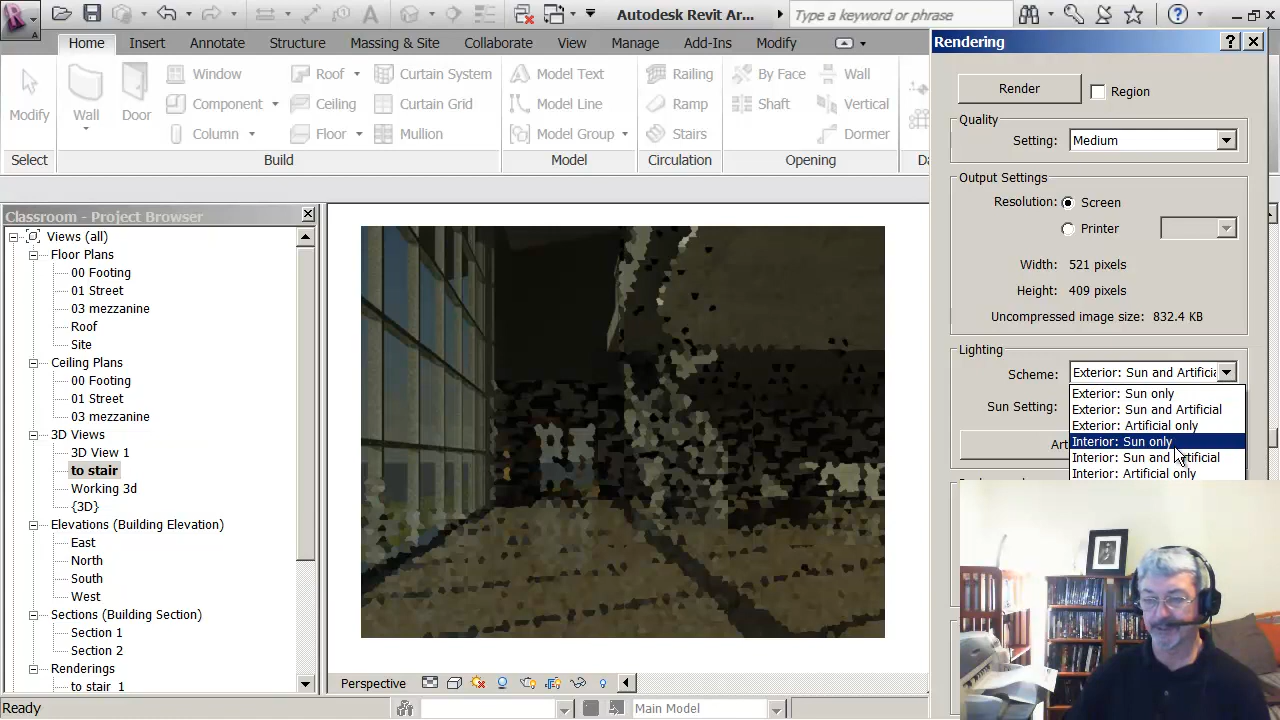 Autodesk Revit Ar...
Type a keyword or phrase
Home Insert Annotate Structure Massing & Site Collaborate View Manage Add-Ins Modify
Modify
Wall
Door
Window
Component
Column
Roof
Ceiling
Floor
Curtain System
Curtain Grid
Mullion
Model Text
Model Line
Model Group
Railing
Ramp
Stairs
By Face
Shaft
Wall
Vertical
Dormer
Select Build Model Circulation Opening
Classroom - Project Browser
Views (all)
Floor Plans
00 Footing
01 Street
03 mezzanine
Roof
Site
Ceiling Plans
00 Footing
01 Street
03 mezzanine
3D Views
3D View 1
to stair
Working 3d
{3D}
Elevations (Building Elevation)
East
North
South
West
Sections (Building Section)
Section 1
Section 2
Renderings
to stair_1
Perspective
Ready
Main Model
Rendering
Render
Region
Quality
Setting: Medium
Output Settings
Resolution: Screen
Printer
Width: 521 pixels
Height: 409 pixels
Uncompressed image size: 832.4 KB
Lighting
Scheme: Exterior: Sun and Artificia
Sun Setting:
Exterior: Sun only
Exterior: Sun and Artificial
Exterior: Artificial only
Interior: Sun only
Interior: Sun and Artificial
Interior: Artificial only